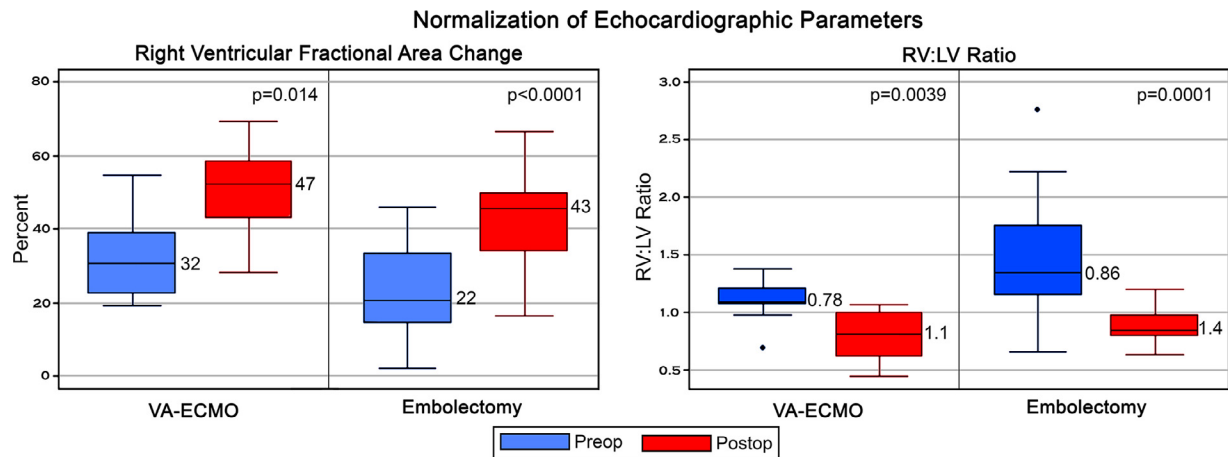 Normalization of Echocardiographic Parameters
Right Ventricular Fractional Area Change
80
60
40
20
0
Percent
p=0.014
p<0.0001
32
47
22
43
VA-ECMO
Embolectomy
RV:LV Ratio
3.0
2.5
2.0
1.5
1.0
0.5
RV:LV Ratio
p=0.0039
p=0.0001
0.78
1.1
0.86
1.4
VA-ECMO
Embolectomy
Preop
Postop